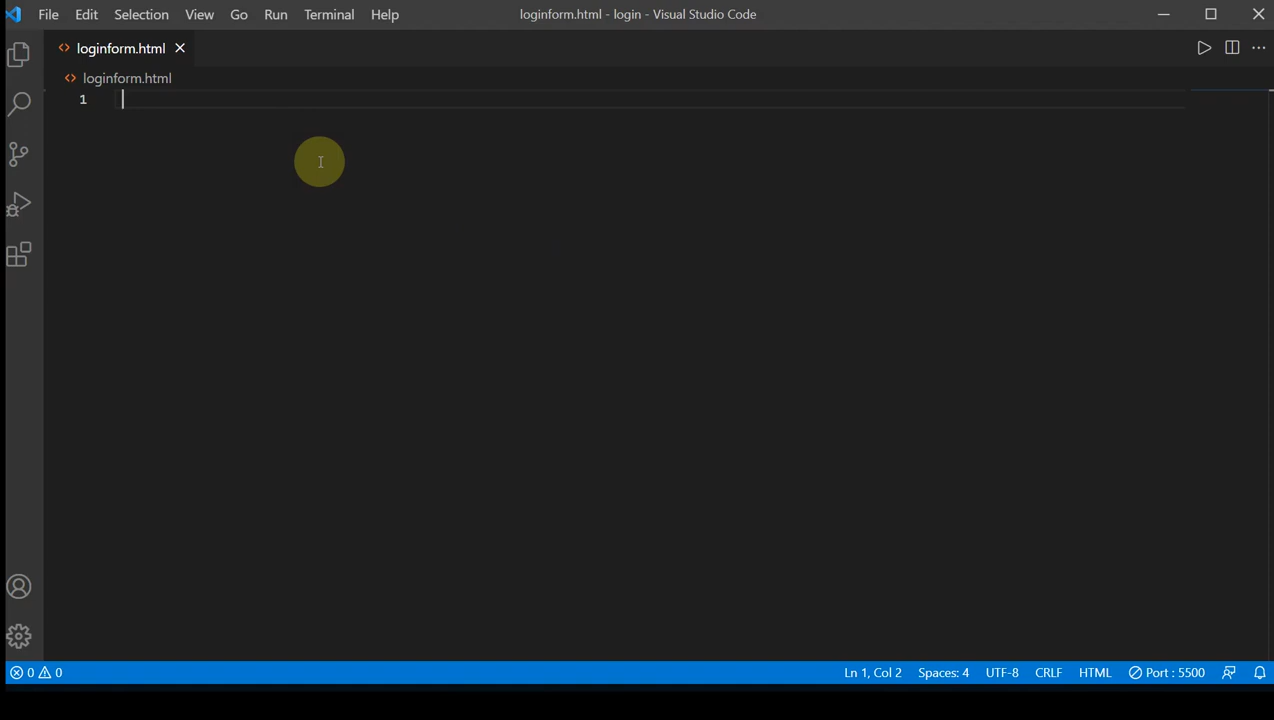 File Edit Selection View Go Run Terminal Help loginform.html - login - Visual Studio Code
loginform.html
loginform.html
1
0 0 Ln 1, Col 2 Spaces: 4 UTF-8 CRLF HTML Port : 5500